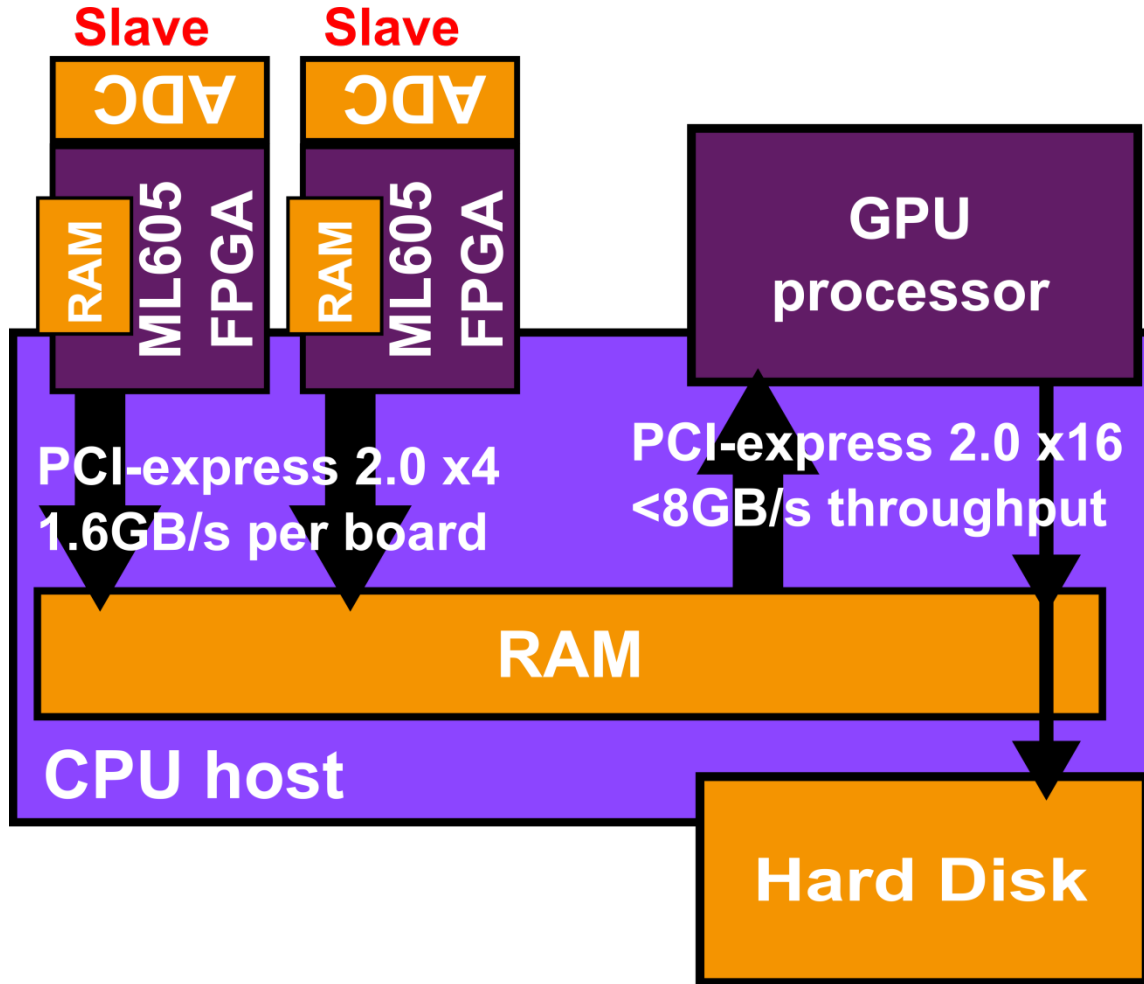 Slave
Slave
ADC
ADC
RAM
ML605
FPGA
RAM
ML605
FPGA
GPU
processor
PCI-express 2.0 x4
1.6GB/s per board
PCI-express 2.0 x16
<8GB/s throughput
RAM
CPU host
Hard Disk